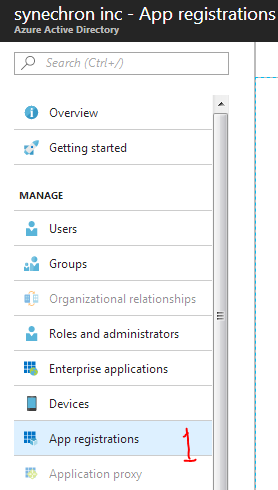 synechron inc - App registrations
Azure Active Directory
Search (Ctrl+/)
Overview
Getting started
MANAGE
Users
Groups
Organizational relationships
Roles and administrators
Enterprise applications
Devices
App registrations 1
Application proxy